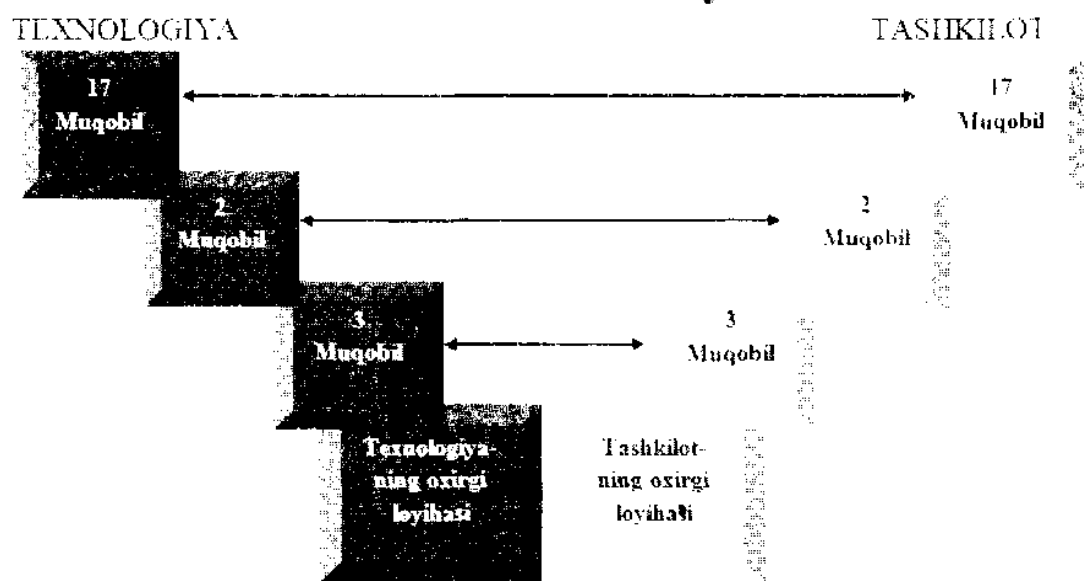 TEXNOLOGIYA
TASHKILOT
17
Muqobil
17
Muqobil
2
Muqobil
2
Muqobil
3
Muqobil
3
Muqobil
Texnologiya-
ning oxirgi
loyihasi
Tashkilot-
ning oxirgi
loyihasi